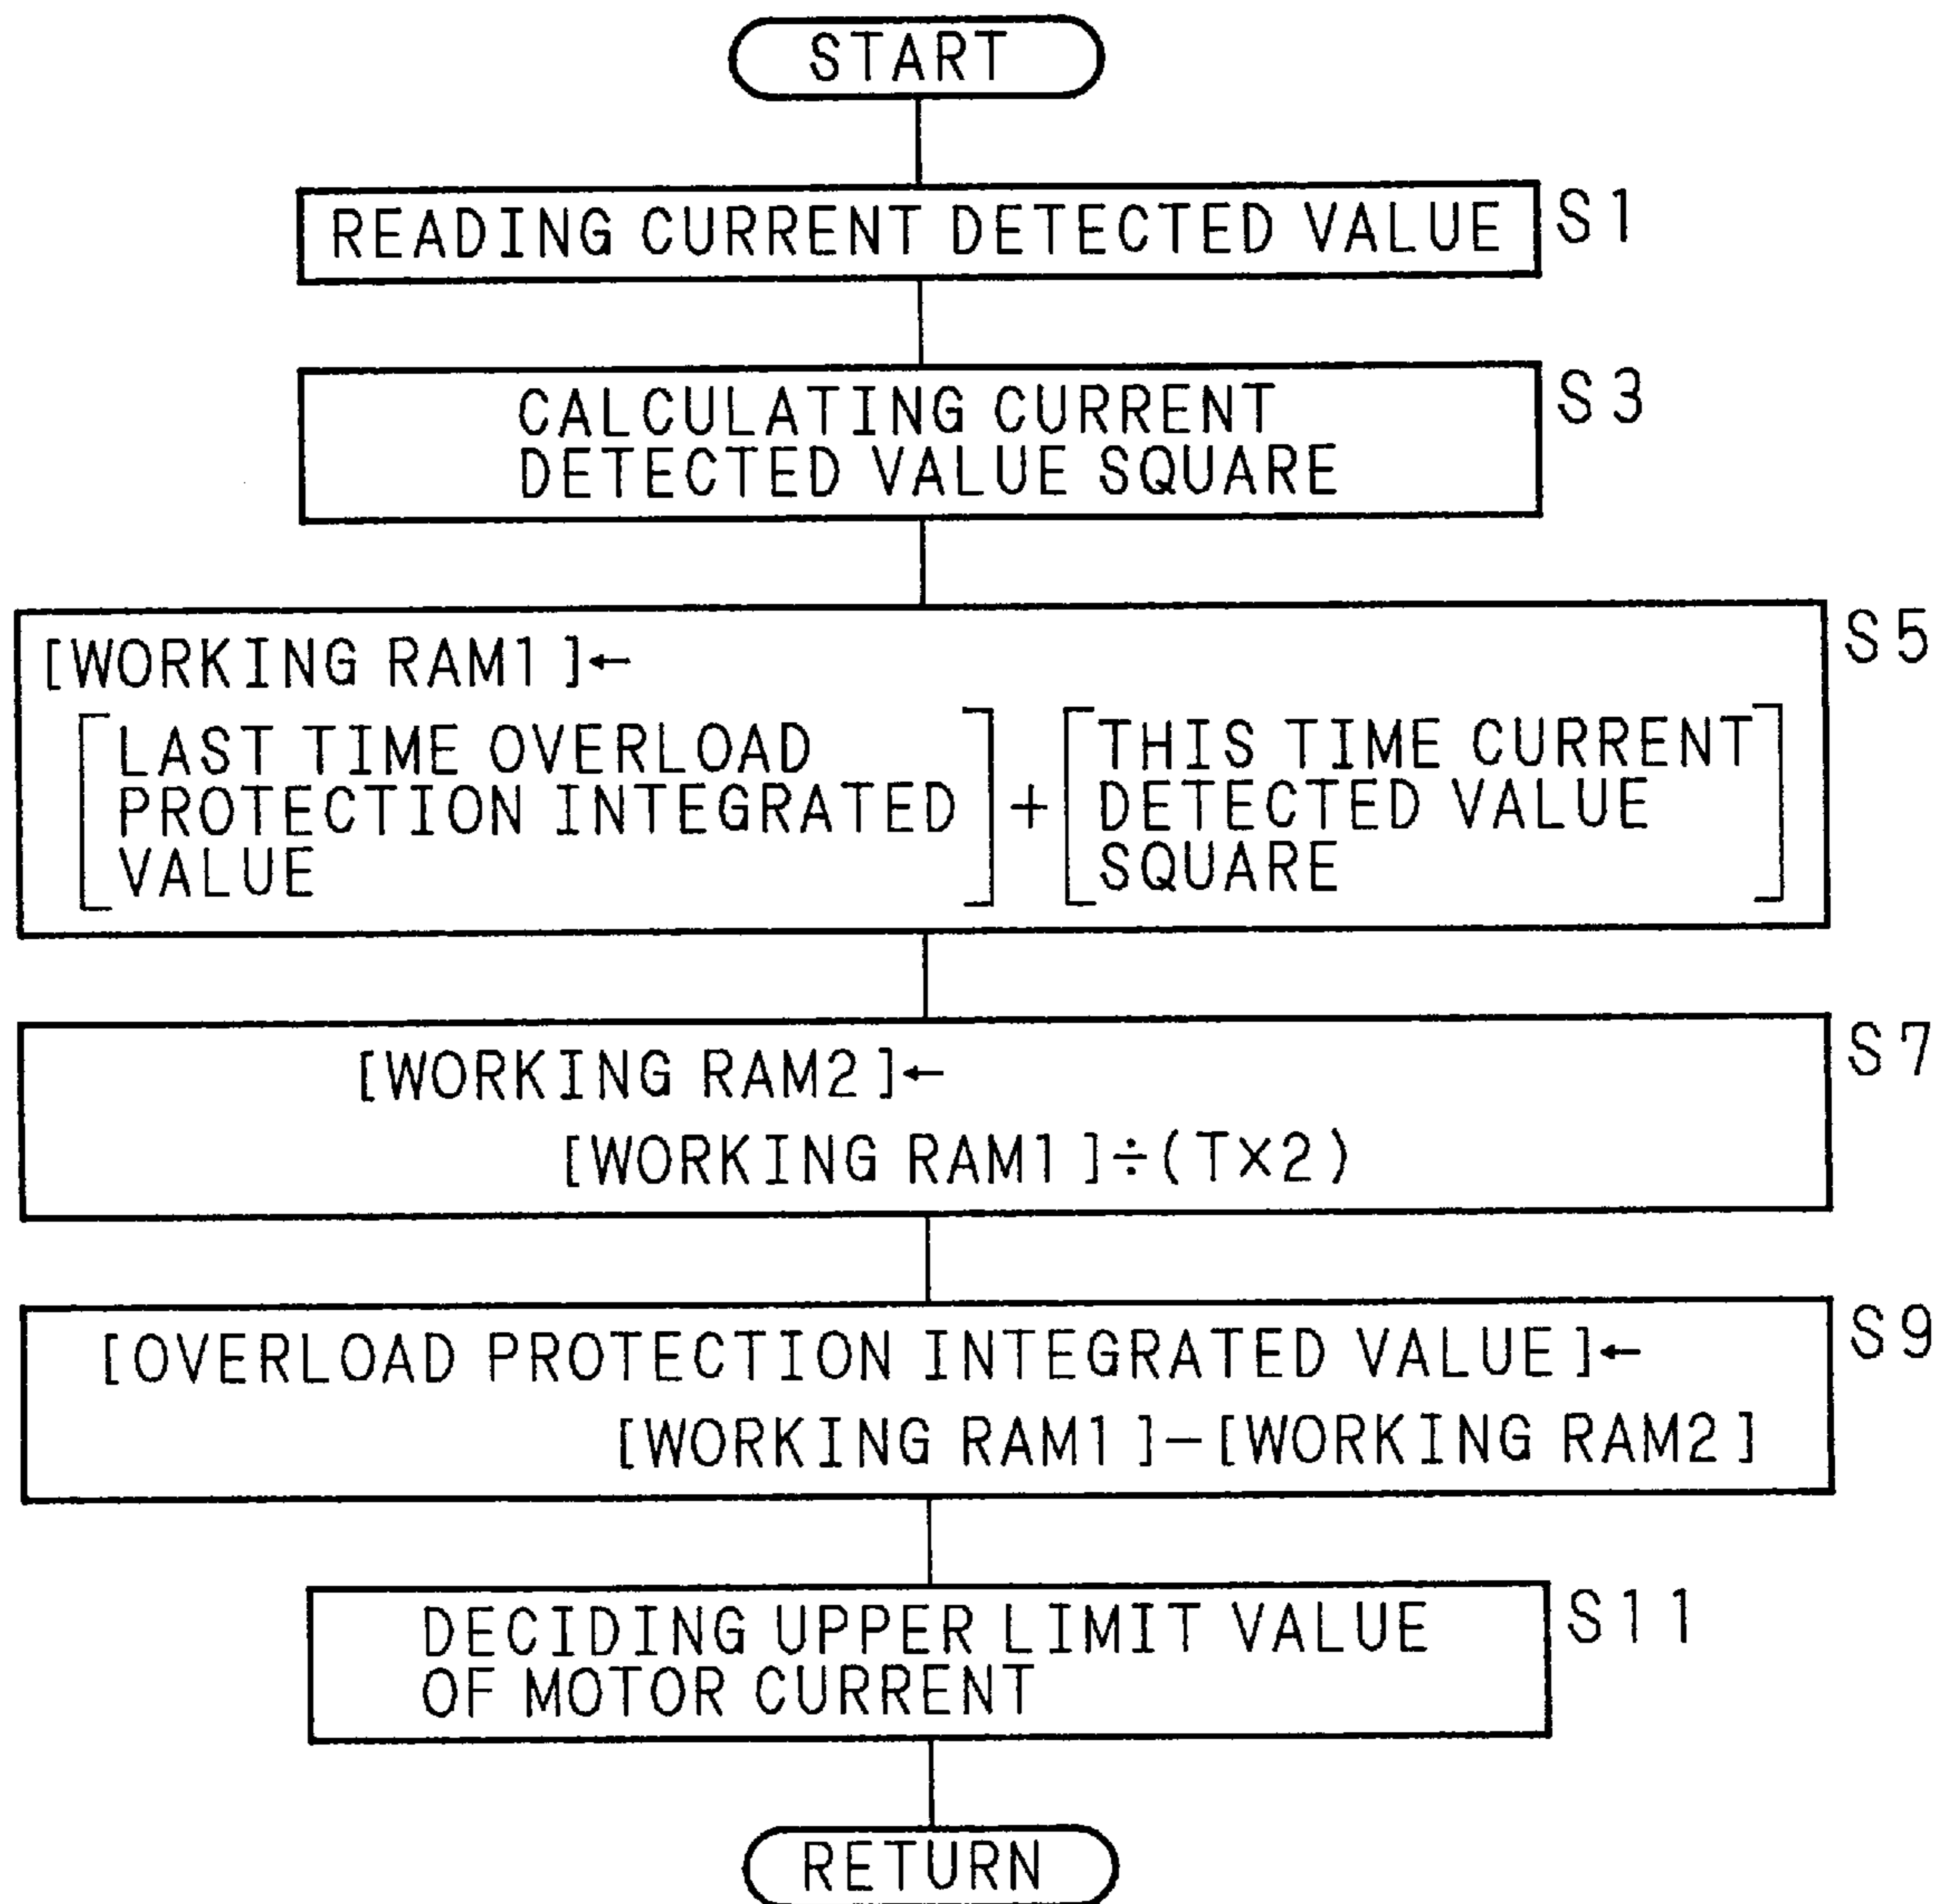 START
READING CURRENT DETECTED VALUE S1
CALCULATING CURRENT S3
DETECTED VALUE SQUARE
[WORKING RAM1]← S5
[LAST TIME OVERLOAD PROTECTION INTEGRATED VALUE]+[THIS TIME CURRENT DETECTED VALUE SQUARE]
[WORKING RAM2]← S7
[WORKING RAM1]÷(T×2)
[OVERLOAD PROTECTION INTEGRATED VALUE]← S9
[WORKING RAM1]−[WORKING RAM2]
DECIDING UPPER LIMIT VALUE S11
OF MOTOR CURRENT
RETURN